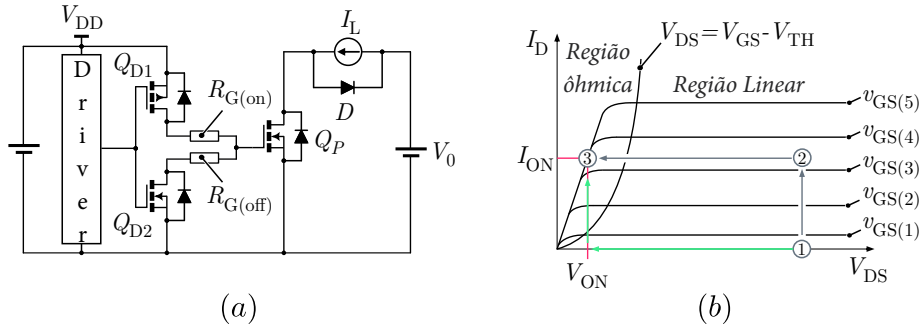 V_DD
D
r
i
v
e
r
Q_D1
Q_D2
R_G(on)
R_G(off)
I_L
D
Q_P
V_0
(a)
I_D
Região
ôhmica
V_DS=V_GS-V_TH
Região Linear
v_GS(5)
v_GS(4)
v_GS(3)
v_GS(2)
v_GS(1)
I_ON
3
2
1
V_ON
V_DS
(b)